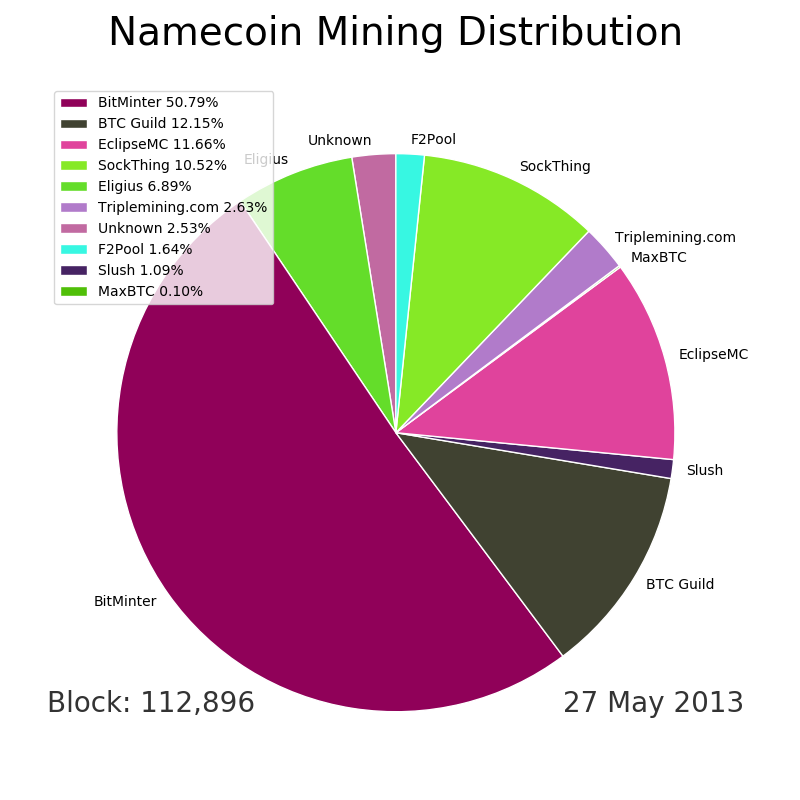 Namecoin Mining Distribution
BitMinter 50.79%
BTC Guild 12.15%
EclipseMC 11.66%
SockThing 10.52%
Eligius 6.89%
Triplemining.com 2.63%
Unknown 2.53%
F2Pool 1.64%
Slush 1.09%
MaxBTC 0.10%
Eligius
Unknown
F2Pool
SockThing
Triplemining.com
MaxBTC
EclipseMC
Slush
BTC Guild
BitMinter
Block: 112,896
27 May 2013